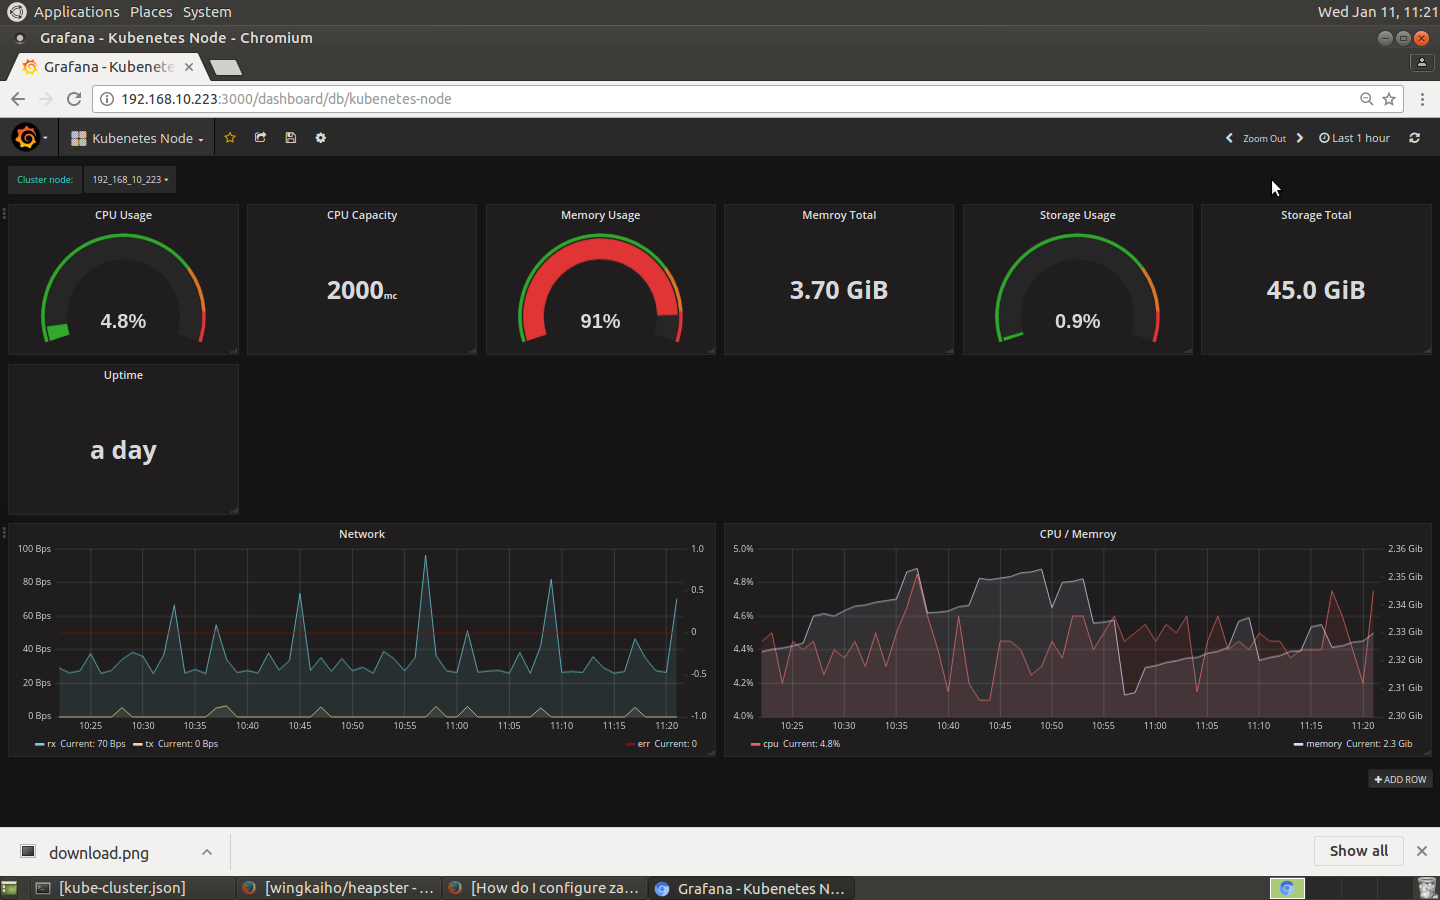 Applications Places System
Wed Jan 11, 11:21
Grafana - Kubenetes Node - Chromium
Grafana - Kubenete
192.168.10.223:3000/dashboard/db/kubenetes-node
Kubenetes Node
Zoom Out
Last 1 hour
Cluster node:
192_168_10_223
CPU Usage
4.8%
CPU Capacity
2000mc
Memory Usage
91%
Memroy Total
3.70 GiB
Storage Usage
0.9%
Storage Total
45.0 GiB
Uptime
a day
Network
100 Bps
80 Bps
60 Bps
40 Bps
20 Bps
0 Bps
1.0
0.5
0
-0.5
-1.0
10:25 10:30 10:35 10:40 10:45 10:50 10:55 11:00 11:05 11:10 11:15 11:20
rx Current: 70 Bps tx Current: 0 Bps
err Current: 0
CPU / Memroy
5.0%
4.8%
4.6%
4.4%
4.2%
4.0%
2.36 Gib
2.35 Gib
2.34 Gib
2.33 Gib
2.32 Gib
2.31 Gib
2.30 Gib
10:25 10:30 10:35 10:40 10:45 10:50 10:55 11:00 11:05 11:10 11:15 11:20
cpu Current: 4.8%
memory Current: 2.3 Gib
ADD ROW
download.png
Show all
[kube-cluster.json]
[wingkaiho/heapster - ...
[How do I configure za...
Grafana - Kubenetes N...